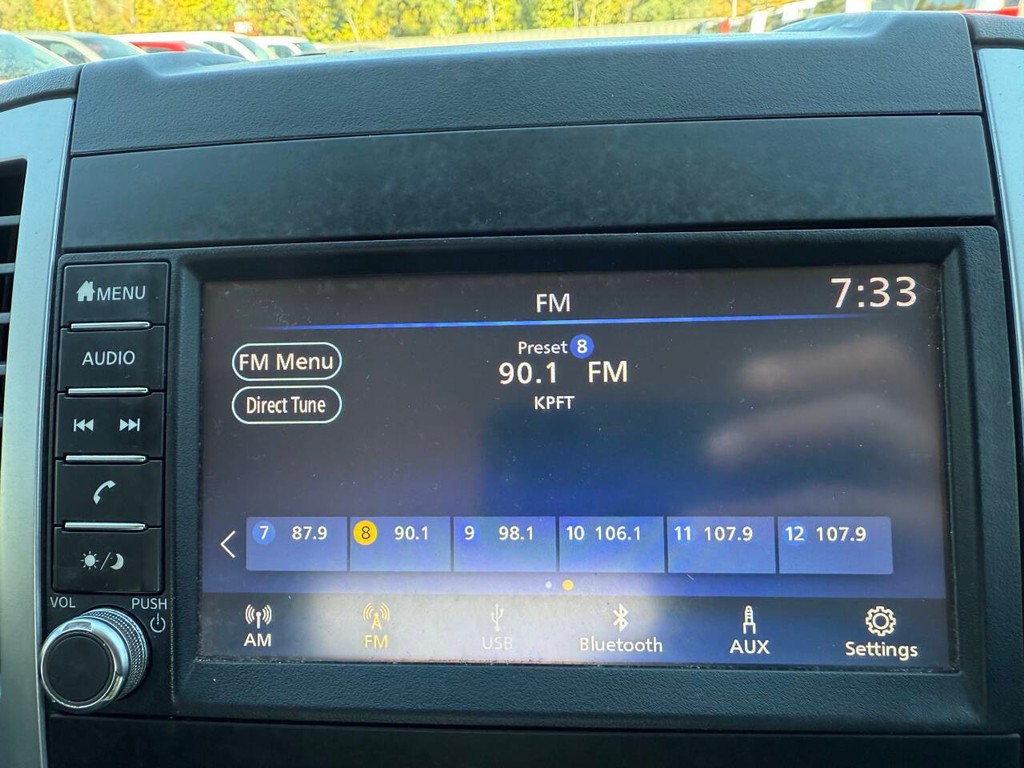 MENU
AUDIO
VOL
PUSH
FM
7:33
FM Menu
Direct Tune
Preset 8
90.1 FM
KPFT
7 87.9 8 90.1 9 98.1 10 106.1 11 107.9 12 107.9
AM FM USB Bluetooth AUX Settings